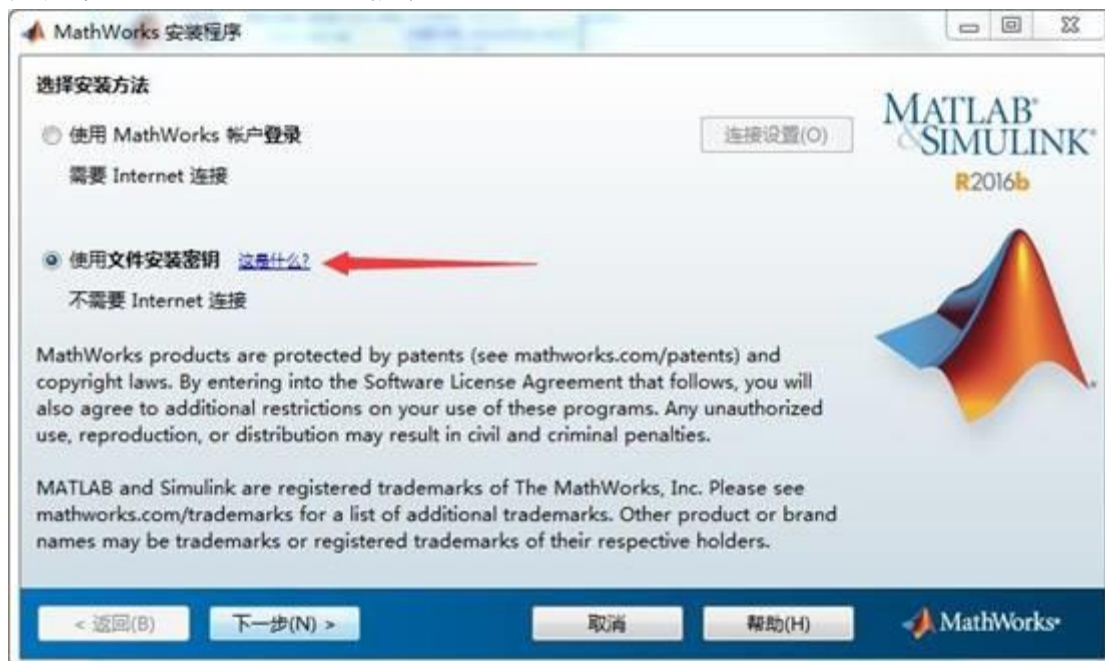 MathWorks 安装程序
选择安装方法
使用 MathWorks 帐户登录
连接设置(O)
需要 Internet 连接
MATLAB®
&SIMULINK®
R2016b
使用文件安装密钥 这是什么?
不需要 Internet 连接
MathWorks products are protected by patents (see mathworks.com/patents) and
copyright laws. By entering into the Software License Agreement that follows, you will
also agree to additional restrictions on your use of these programs. Any unauthorized
use, reproduction, or distribution may result in civil and criminal penalties.
MATLAB and Simulink are registered trademarks of The MathWorks, Inc. Please see
mathworks.com/trademarks for a list of additional trademarks. Other product or brand
names may be trademarks or registered trademarks of their respective holders.
< 返回(B) 下一步(N) > 取消 帮助(H) MathWorks®